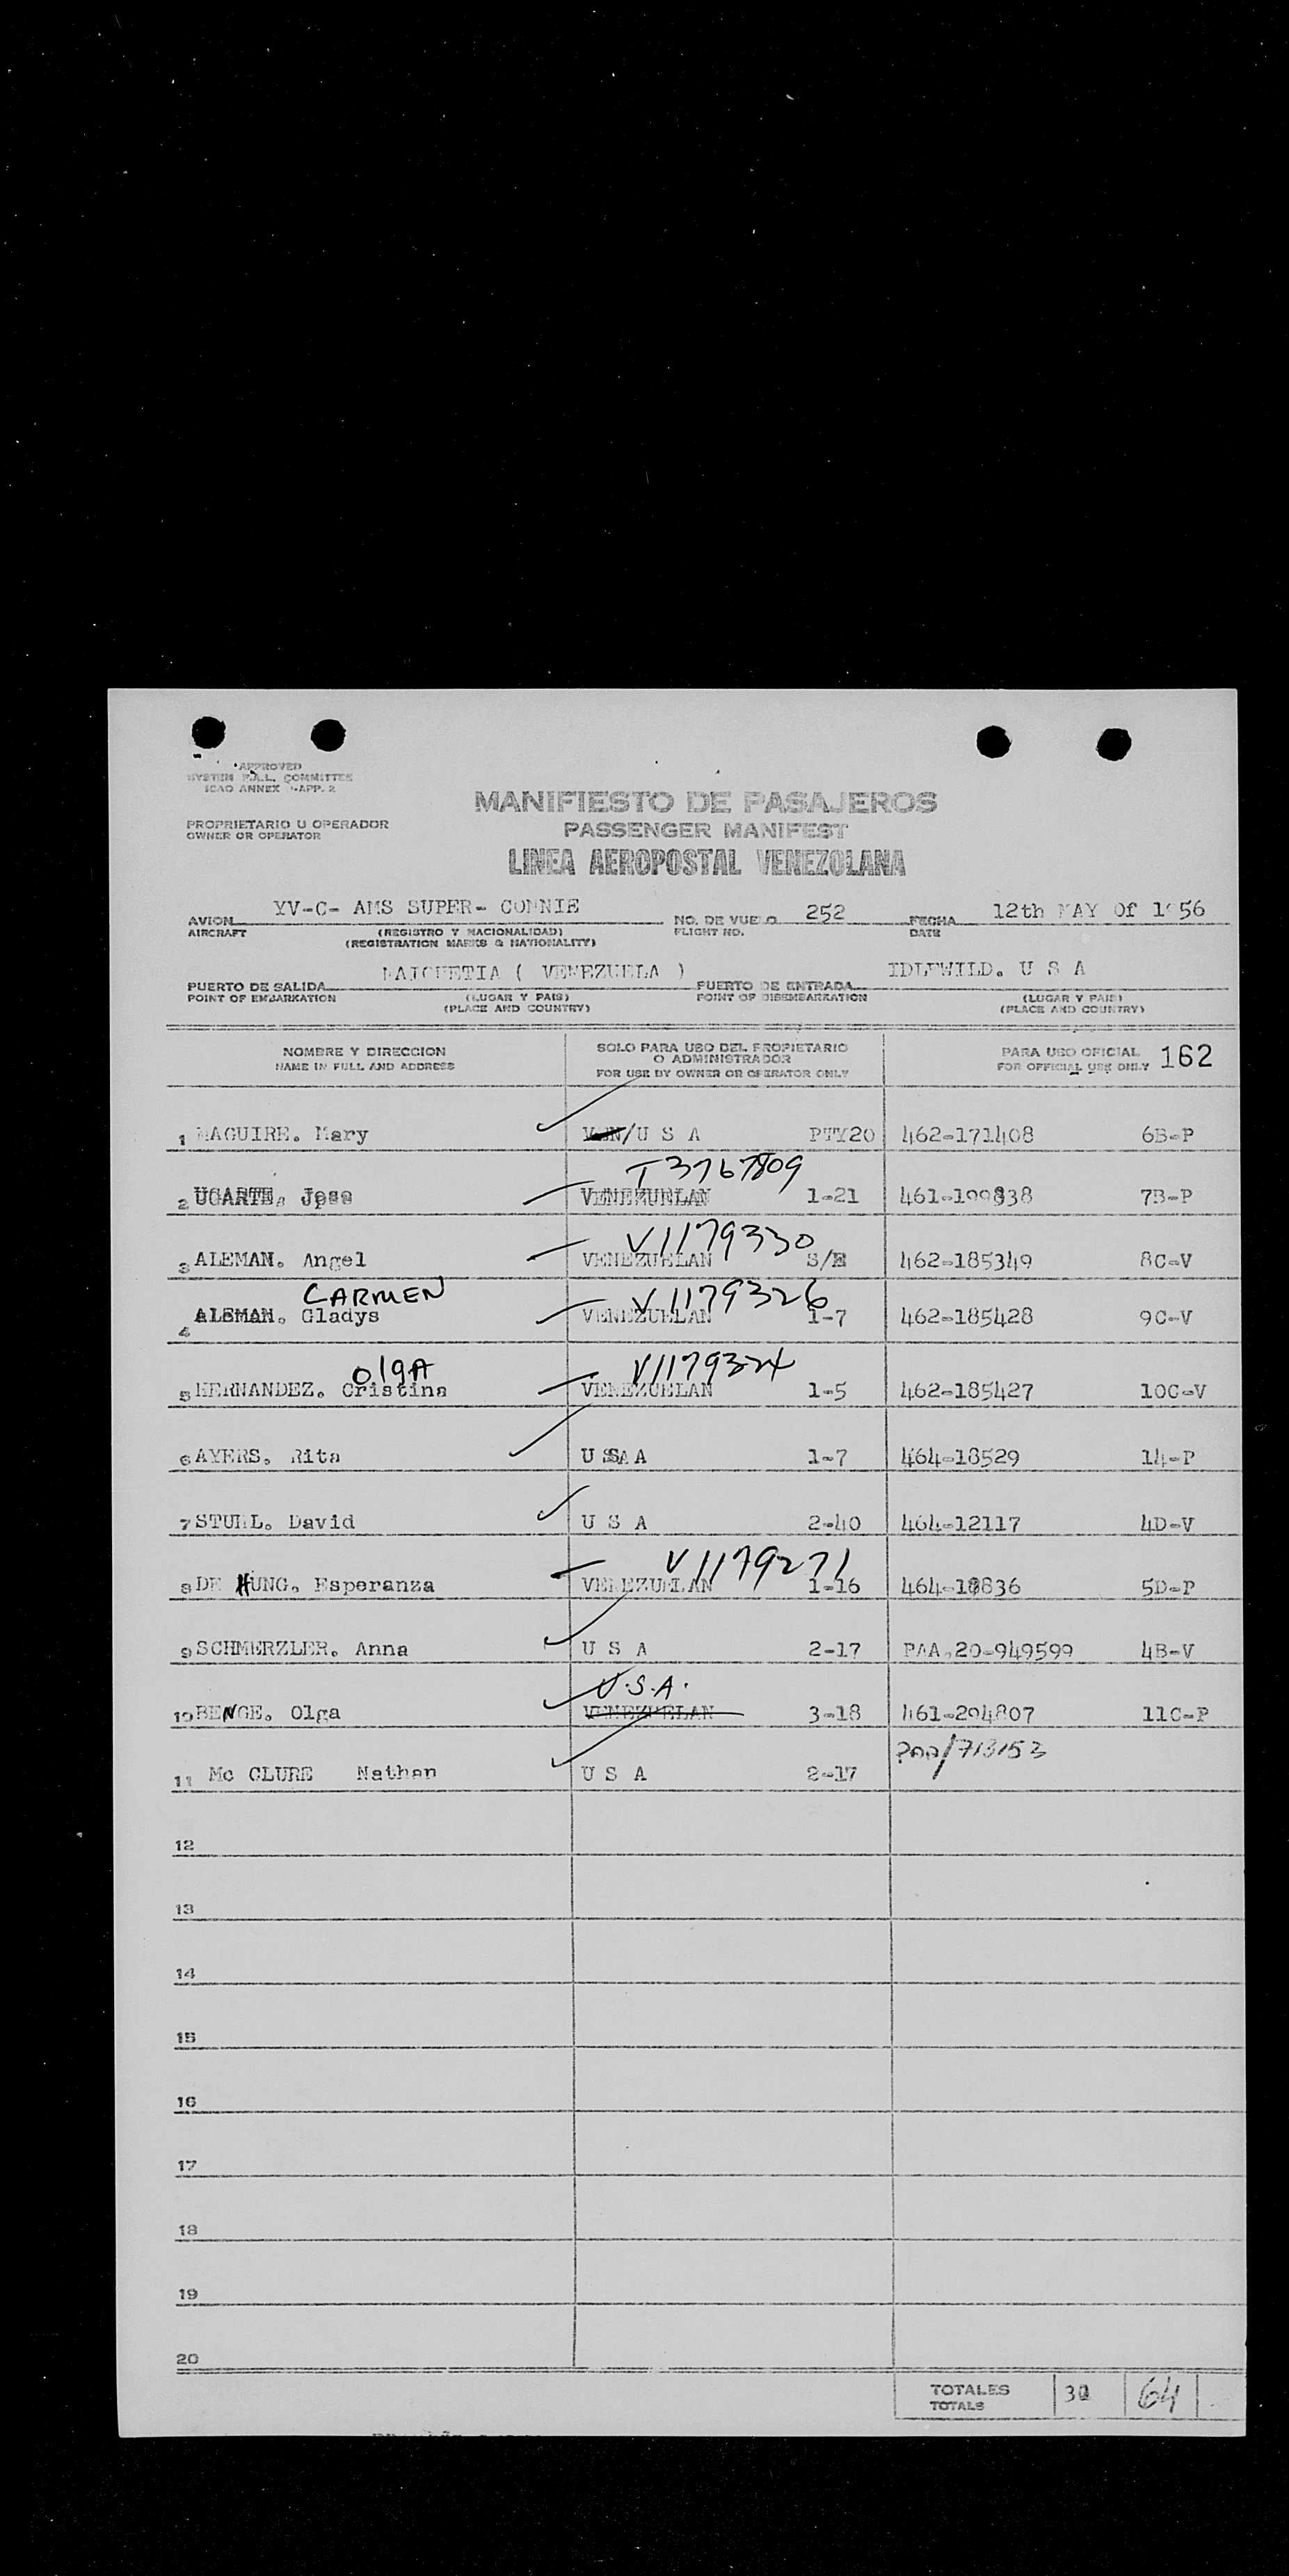 APPROVED
SYSTEM F.A.L. COMMITTEE
ICAO ANNEX 9-APP. 2
MANIFIESTO DE PASAJEROS
PROPRIETARIO U OPERADOR
OWNER OR OPERATOR
PASSENGER MANIFEST
LINEA AEROPOSTAL VENEZOLANA
AVION YV-C- AMS SUPER- CONNIE NO. DE VUELO 252 FECHA 12th MAY Of 1956
AIRCRAFT (REGISTRO Y NACIONALIDAD) FLIGHT NO. DATE
(REGISTRATION MARKS & NATIONALITY)
PUERTO DE SALIDA MAIQUETIA ( VENEZUELA ) PUERTO DE ENTRADA IDLEWILD. U S A
POINT OF EMBARKATION (LUGAR Y PAIS) POINT OF DISEMBARKATION (LUGAR Y PAIS)
(PLACE AND COUNTRY) (PLACE AND COUNTRY)
NOMBRE Y DIRECCION SOLO PARA USO DEL PROPIETARIO PARA USO OFICIAL 162
NAME IN FULL AND ADDRESS O ADMINISTRADOR FOR OFFICIAL USE ONLY
FOR USE BY OWNER OR OPERATOR ONLY
1 MAGUIRE. Mary VEN/U S A PTY20 462-171408 6B-P
T3767809
2 UGARTE, Jose VENEZUELAN 1-21 461-199838 7B-P
V1179330
3 ALEMAN. Angel VENEZUELAN S/E 462-185349 8C-V
CARMEN V1179326
4 ALEMAN. Gladys VENEZUELAN 1-7 462-185428 9C-V
OlgA V1179324
5 HERNANDEZ. Cristina VENEZUELAN 1-5 462-185427 10C-V
6 AYERS. Rita U S A 1-7 464-18529 14-P
7 David U S A 2-40 464-12117 4D-V
V1179271
8 DE HUNG. Esperanza VENEZUELAN 1-16 464-18836 5D-P
9 SCHMERZLER. Anna U S A 2-17 PAA.20-949599 4B-V
U.S.A.
10 BENGE. Olga VENEZUELAN 3-18 461-204807 11C-P
PAA/713153
11 Mc CLURE Nathan U S A 2-17
12
13
14
15
16
17
18
19
20
TOTALES 30 64
TOTALS